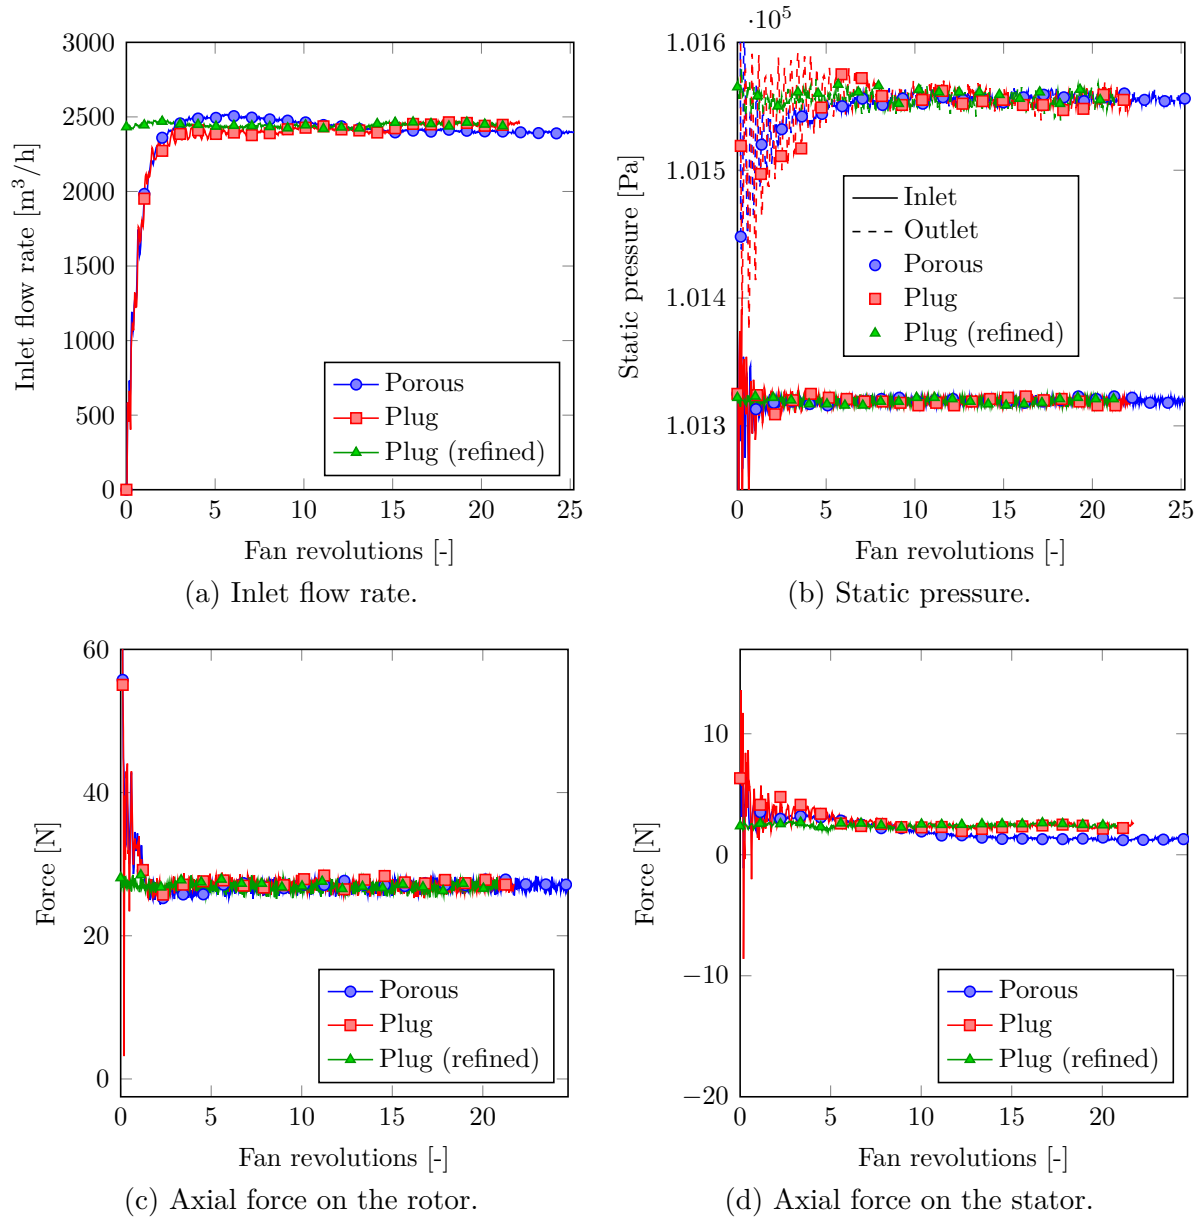 3000
2500
2000
1500
1000
500
0
0 5 10 15 20 25
Inlet flow rate [m³/h]
Fan revolutions [-]
Porous
Plug
Plug (refined)
(a) Inlet flow rate.
·10⁵
1.016
1.015
1.014
1.013
0 5 10 15 20 25
Static pressure [Pa]
Fan revolutions [-]
Inlet
Outlet
Porous
Plug
Plug (refined)
(b) Static pressure.
60
40
20
0
0 5 10 15 20
Force [N]
Fan revolutions [-]
Porous
Plug
Plug (refined)
(c) Axial force on the rotor.
10
0
−10
−20
0 5 10 15 20
Force [N]
Fan revolutions [-]
Porous
Plug
Plug (refined)
(d) Axial force on the stator.